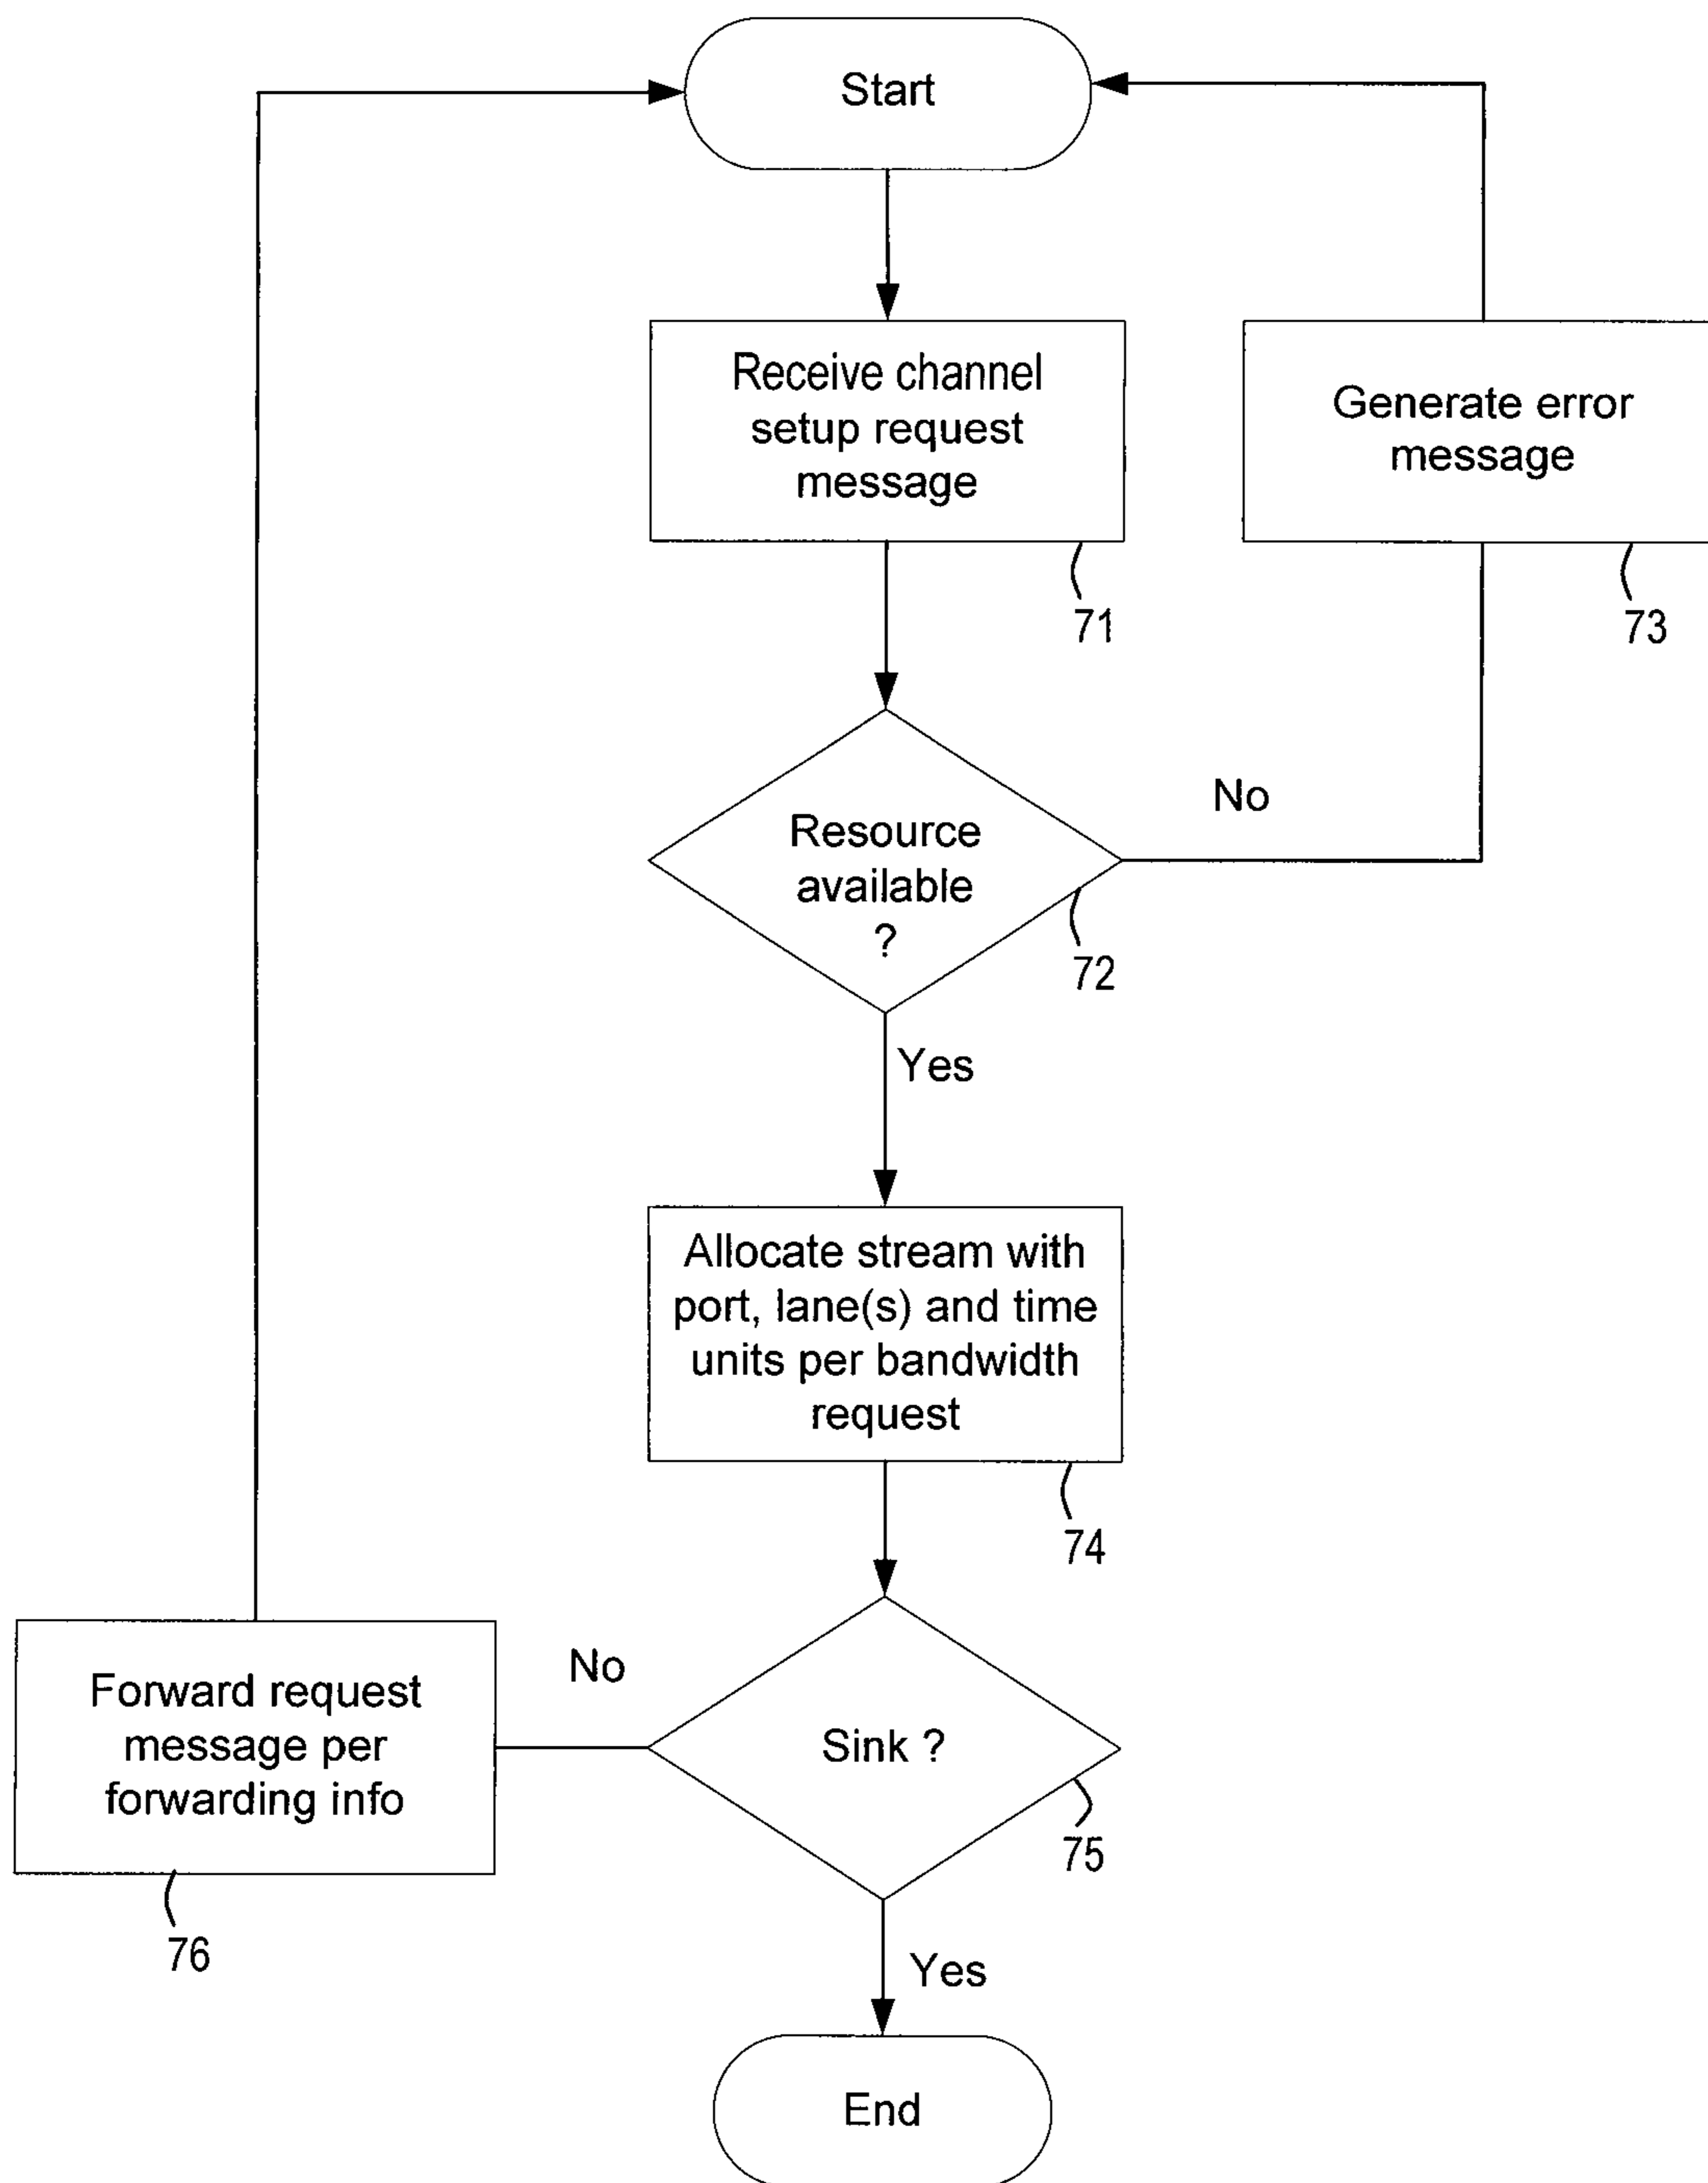 Start
Receive channel
setup request
message
71
Generate error
message
73
Resource
available
?
72
No
Yes
Allocate stream with
port, lane(s) and time
units per bandwidth
request
74
Sink ?
75
No
Forward request
message per
forwarding info
76
Yes
End